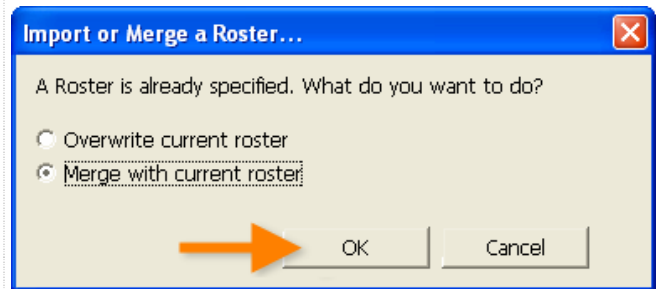 Import or Merge a Roster...
A Roster is already specified. What do you want to do?
Overwrite current roster
Merge with current roster
OK Cancel